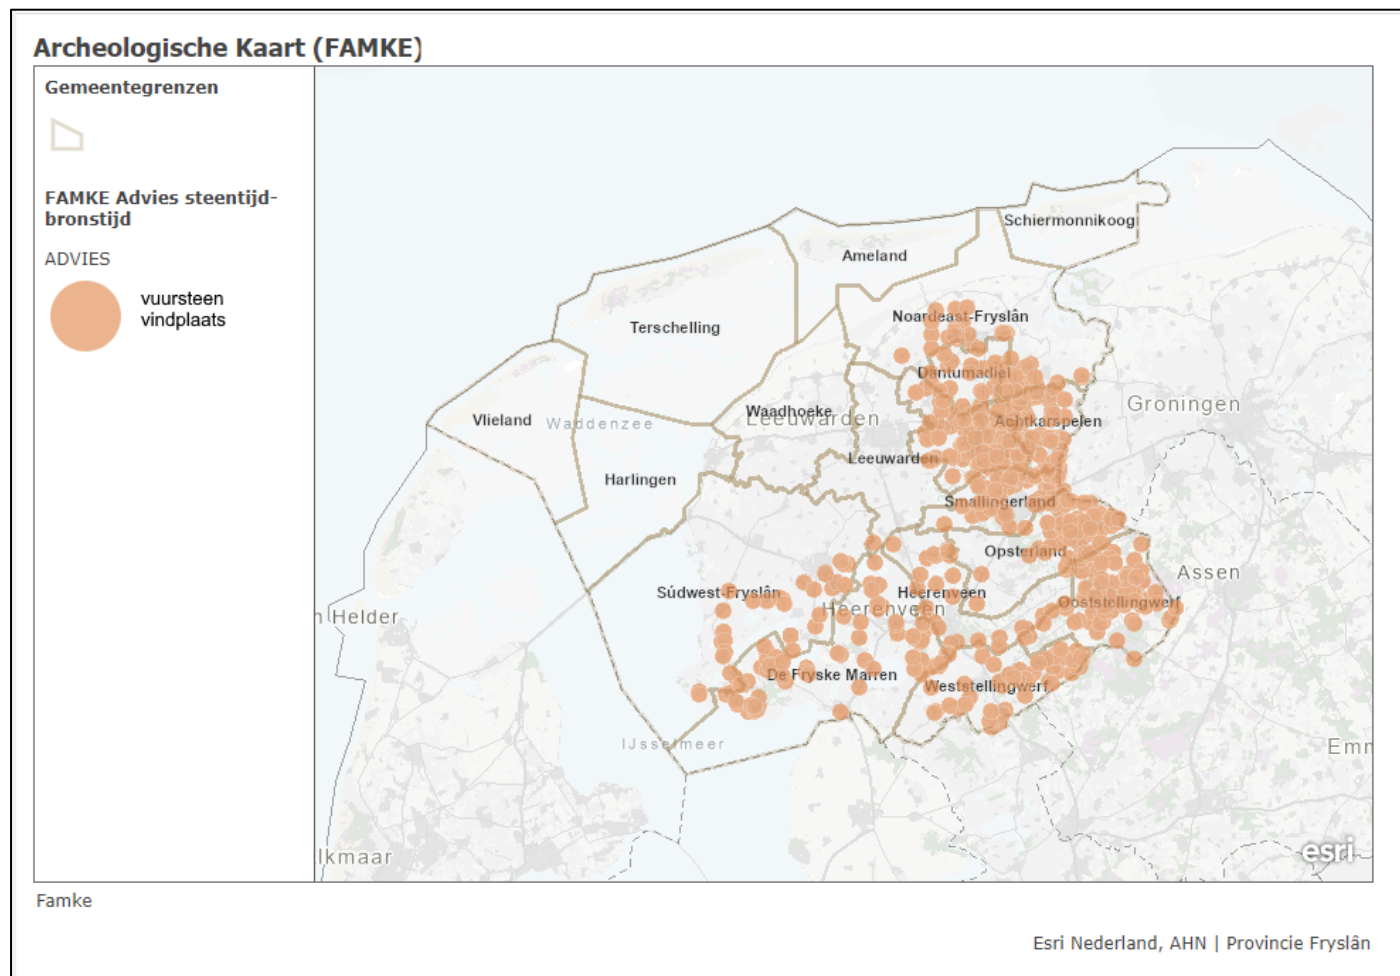 Archeologische Kaart (FAMKE)
Gemeentegrenzen
FAMKE Advies steentijd-
bronstijd
ADVIES
vuursteen
vindplaats
Schiermonnikoog
Ameland
Noardeast-Fryslân
Terschelling
Dantumadiel
Groningen
Waadhoeke
Leeuwarden
Vlieland
Waddenzee
Achtkarspelen
Leeuwarden
Harlingen
Smallingerland
Opsterland
Assen
Súdwest-Fryslân
Heerenveen
Heerenveen
Ooststellingwerf
n Helder
De Fryske Marren
Weststellingwerf
IJsselmeer
Emm
lkmaar
esri
Famke
Esri Nederland, AHN | Provincie Fryslân